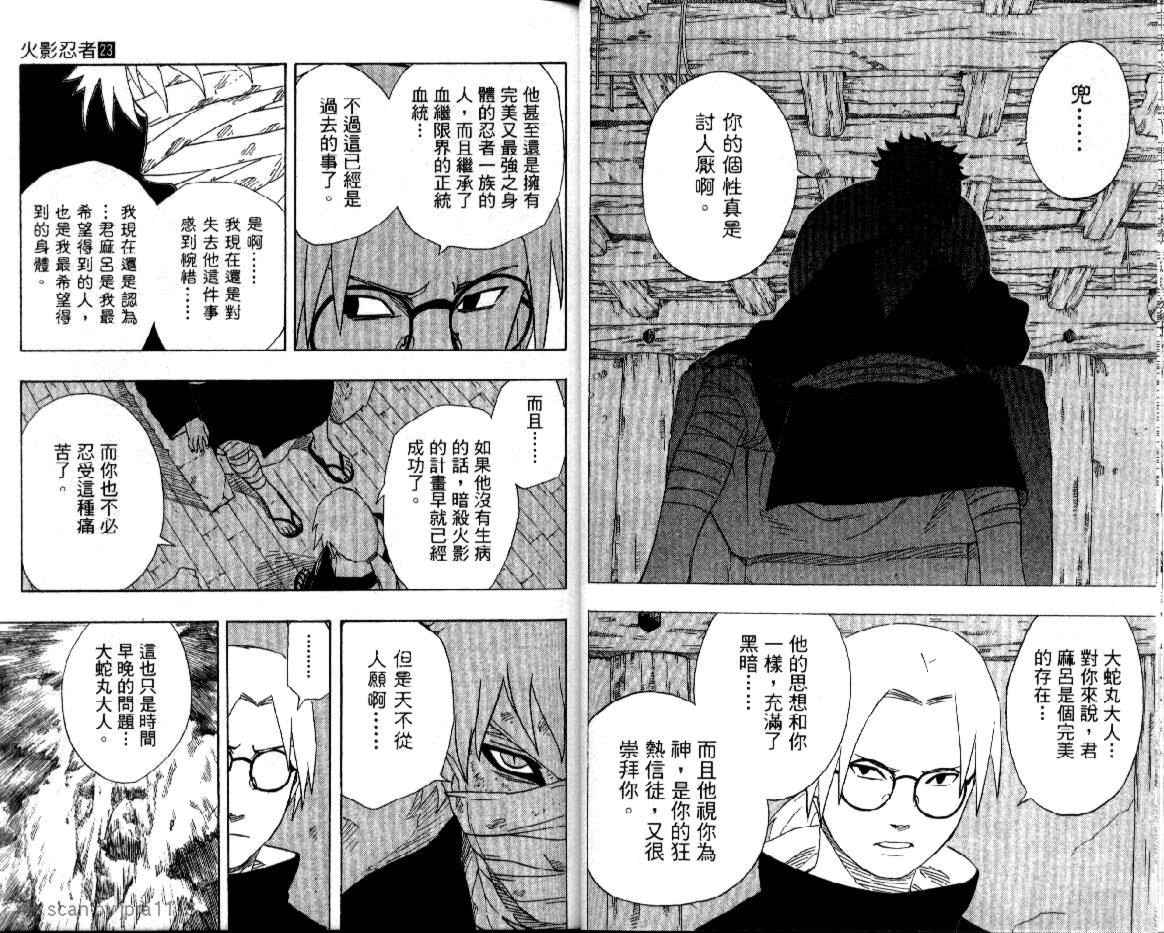 兜……
你的個性真是
討人厭啊。
大蛇丸大人…
對你來說，君
麻呂是個完美
的存在…
他的思想和你
一樣，充滿了
黑暗…
而且他視你為
神，是你的狂
熱信徒，又很
崇拜你。
火影忍者23
他甚至還是擁有
完美又最強之身
體的忍者一族的
人，而且繼承了
血繼限界的正統
血統…
不過這已經是
過去的事了。
是啊……
我現在還是對
失去他這件事
感到惋惜……
我現在還是認為
…君麻呂是我最
希望得到的人，
也是我最希望得
到的身體。
而且……
如果他沒有生病
的話，暗殺火影
的計畫早就已經
成功了。
而你也不必
忍受這種痛
苦了。
但是天不從
人願啊……
………
這也只是時間
早晚的問題…
大蛇丸大人。